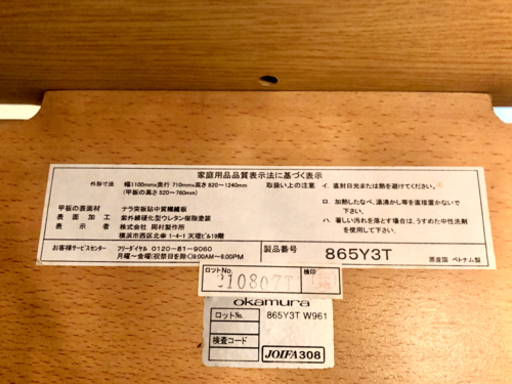 家庭用品品質表示法に基づく表示
外形寸法 幅1100mm×奥行 710mm×高さ820～1240mm
(甲板の高さ520～760mm)
取扱い上の注意 イ. 直射日光または熱を避けてください。
ロ. 加熱したなべ、湯沸かし等を直接置かないで下さい。
ハ. 著しい汚れを落とす場合は、うすめた中性洗剤を使用して下さい。
甲板の表面材 ナラ突板貼中質繊維板
表面加工 紫外線硬化型ウレタン樹脂塗装
表示者 株式会社 岡村製作所
横浜市西区北幸1-4-1 天理ビル19階
お客様サービスセンター フリーダイヤル 0120-81-9060
月曜～金曜(祝祭日を除く)9:00AM～6:00PM
製品番号 865Y3T
原産国 ベトナム製
ロットNo. 210807T 検印
okamura
ロット№. 865Y3T W961
検査コード JOIFA308